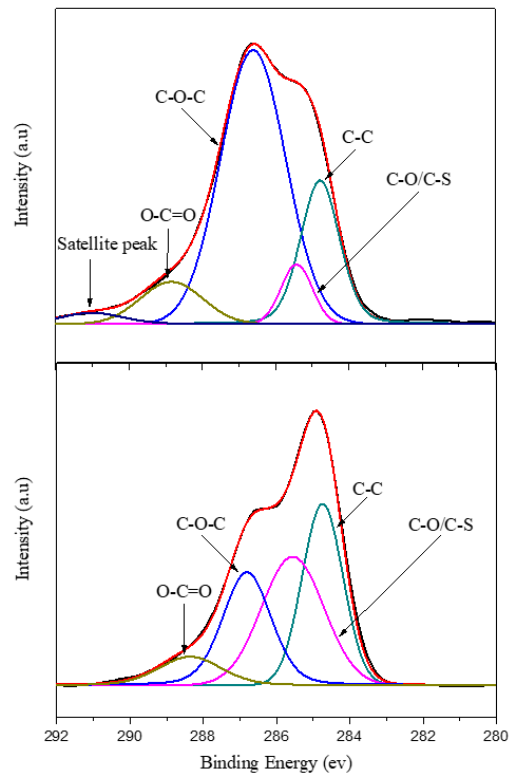 C-O-C
C-C
C-O/C-S
O-C=O
Satellite peak
Intensity (a.u)
C-C
C-O-C
C-O/C-S
O-C=O
Intensity (a.u)
292 290 288 286 284 282 280
Binding Energy (ev)